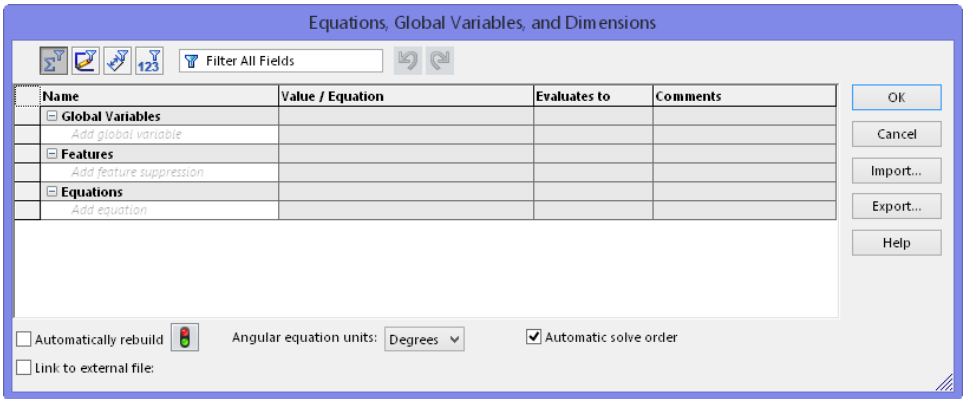 Equations, Global Variables, and Dimensions
Σ 123 Filter All Fields
Name Value / Equation Evaluates to Comments
Global Variables
Add global variable
Features
Add feature suppression
Equations
Add equation
OK
Cancel
Import...
Export...
Help
Automatically rebuild Angular equation units: Degrees Automatic solve order
Link to external file: